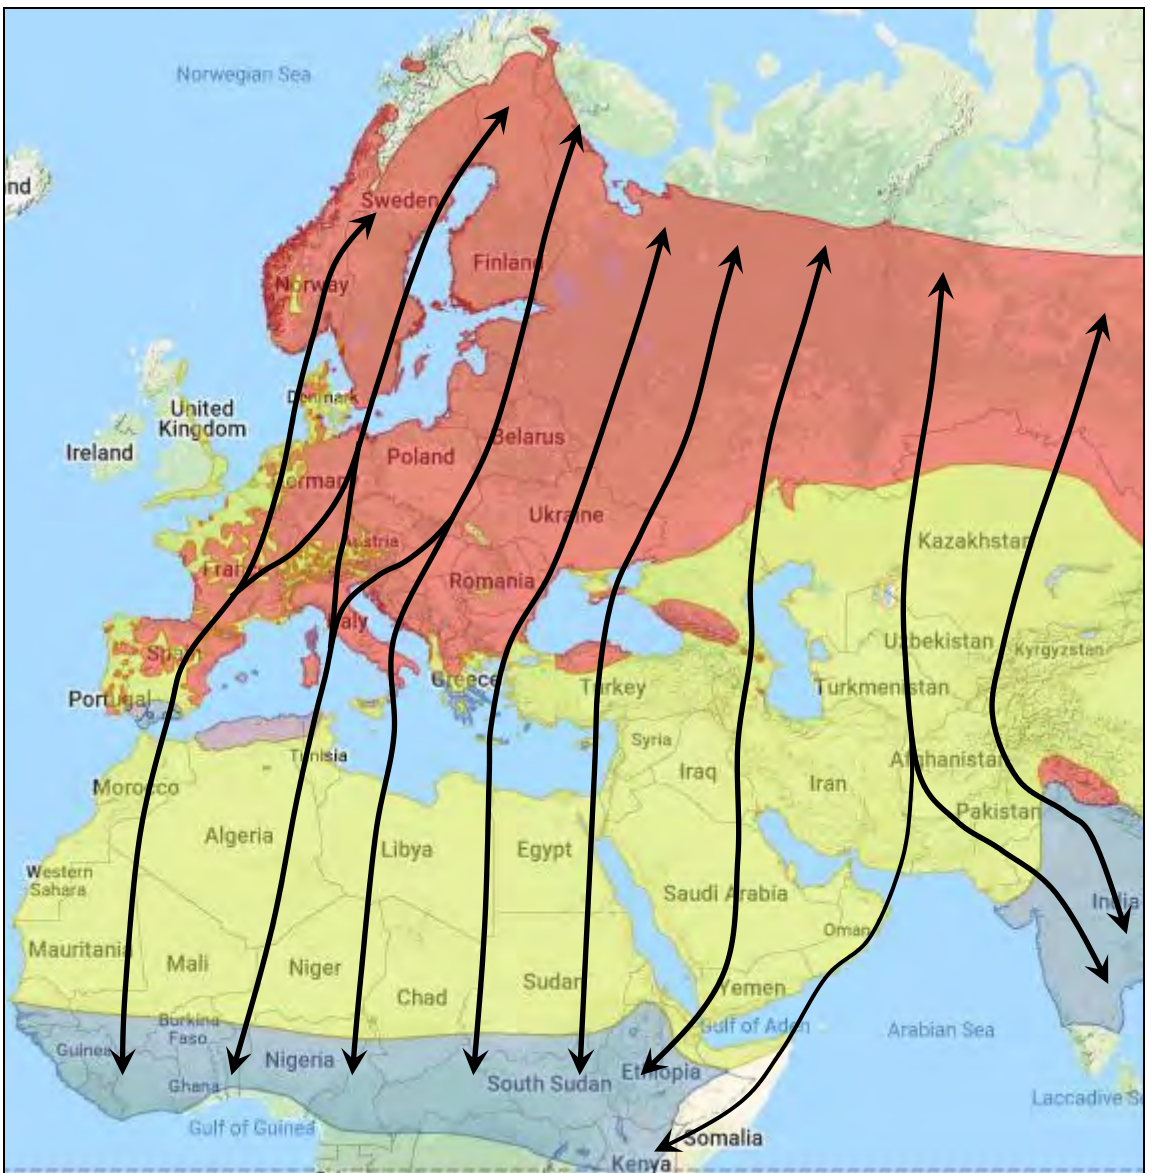 Norwegian Sea
nd
Sweden
Finland
Norway
Denmark
United
Kingdom
Ireland
Belarus
Poland
German
Ukraine
Austria
Kazakhstan
France
Romania
Italy
Uzbekistan
Kyrgyzstan
Spain
Greece
Turkey
Turkmenistan
Portugal
Syria
Tunisia
Afghanistan
Iraq
Iran
Morocco
Pakistan
Algeria
Libya
Egypt
Western
Sahara
Saudi Arabia
India
Oman
Mauritania
Mali
Niger
Chad
Sudan
Yemen
Burkina
Faso
Gulf of Aden
Arabian Sea
Guinea
Nigeria
Ethiopia
Ghana
South Sudan
Laccadive S
Gulf of Guinea
Somalia
Kenya